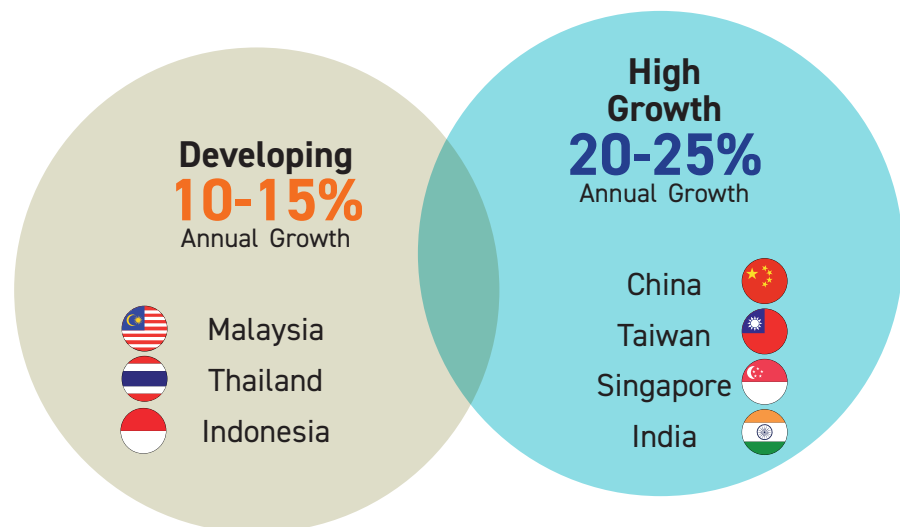 Developing
10-15%
Annual Growth
Malaysia
Thailand
Indonesia
High
Growth
20-25%
Annual Growth
China
Taiwan
Singapore
India